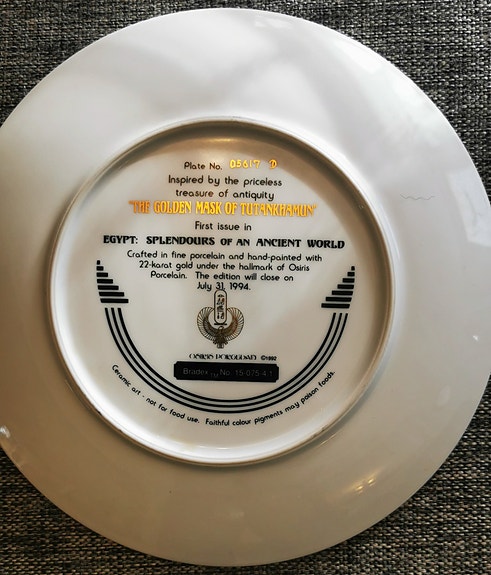 Plate No. 05617 D
Inspired by the priceless
treasure of antiquity
"THE GOLDEN MASK OF TUTANKHAMUN"
First issue in
EGYPT: SPLENDOURS OF AN ANCIENT WORLD
Crafted in fine porcelain and hand-painted with
22-karat gold under the hallmark of Osiris
Porcelain. The edition will close on
July 31, 1994.
OSIRIS PORCELAIN ©1992
Bradex TM No. 15-075-4.1
Ceramic art - not for food use. Faithful colour pigments may poison foods.